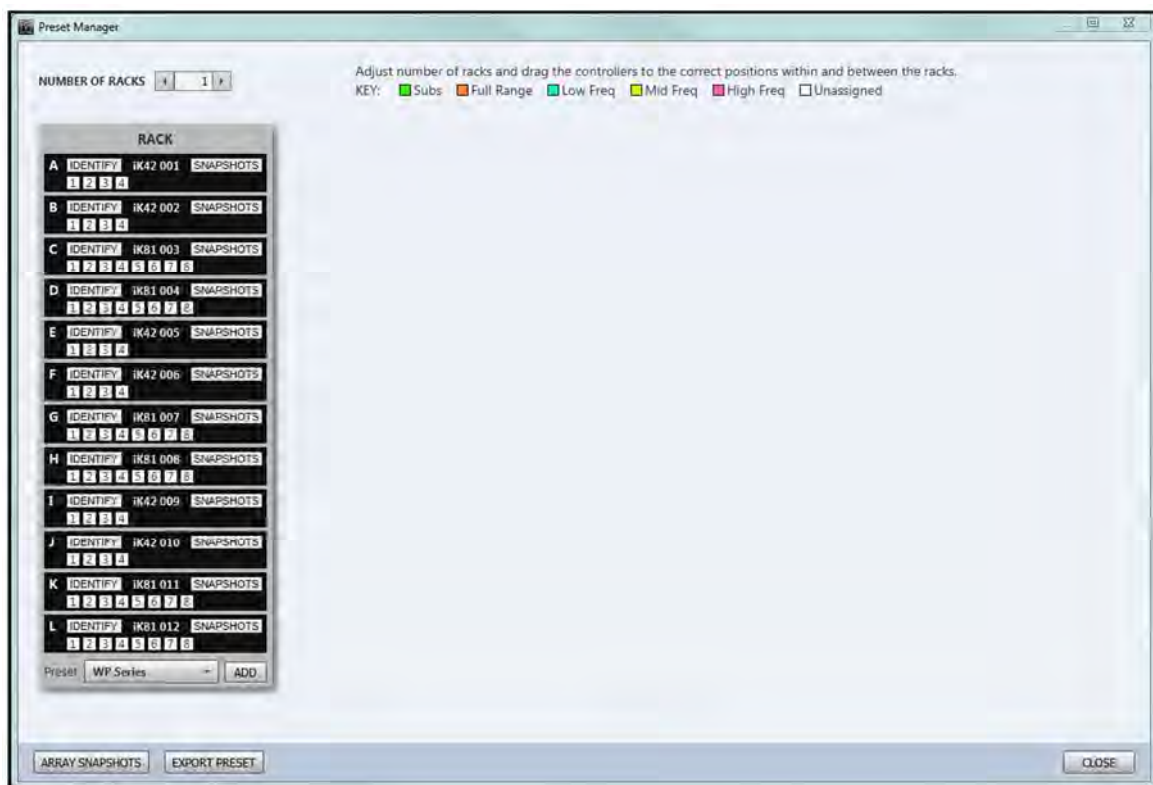 Preset Manager
NUMBER OF RACKS 1
Adjust number of racks and drag the controllers to the correct positions within and between the racks.
KEY: Subs Full Range Low Freq Mid Freq High Freq Unassigned
RACK
A IDENTIFY iK42 001 SNAPSHOTS
1 2 3 4
B IDENTIFY iK42 002 SNAPSHOTS
1 2 3 4
C IDENTIFY iK81 003 SNAPSHOTS
1 2 3 4 5 6 7 8
D IDENTIFY iK81 004 SNAPSHOTS
1 2 3 4 5 6 7 8
E IDENTIFY iK42 005 SNAPSHOTS
1 2 3 4
F IDENTIFY iK42 006 SNAPSHOTS
1 2 3 4
G IDENTIFY iK81 007 SNAPSHOTS
1 2 3 4 5 6 7 8
H IDENTIFY iK81 008 SNAPSHOTS
1 2 3 4 5 6 7 8
I IDENTIFY iK42 009 SNAPSHOTS
1 2 3 4
J IDENTIFY iK42 010 SNAPSHOTS
1 2 3 4
K IDENTIFY iK81 011 SNAPSHOTS
1 2 3 4 5 6 7 8
L IDENTIFY iK81 012 SNAPSHOTS
1 2 3 4 5 6 7 8
Preset WP Series ADD
ARRAY SNAPSHOTS EXPORT PRESET CLOSE